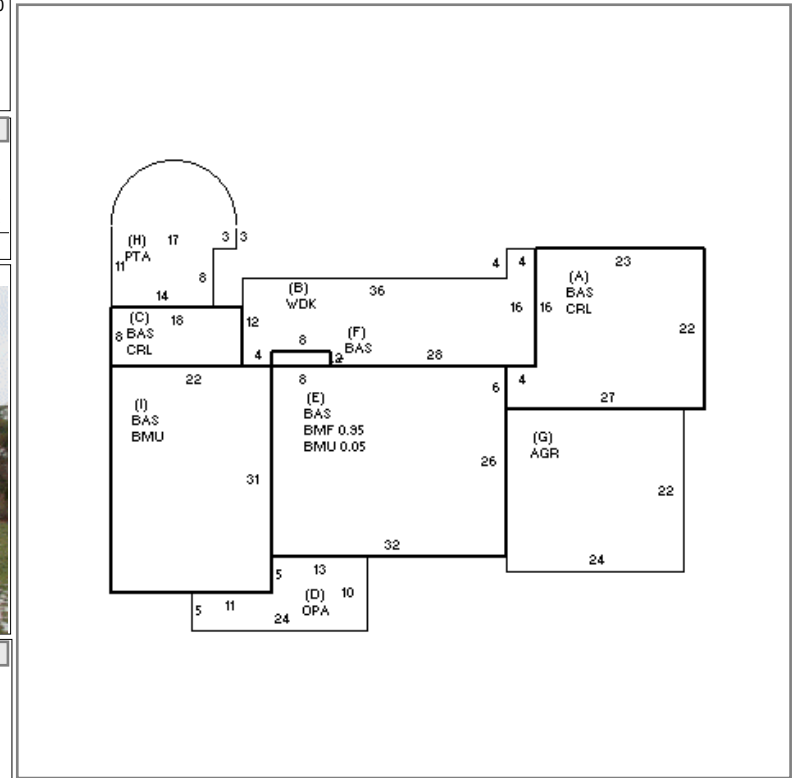 (H)
PTA
17
3
3
11
8
14
4
4
23
(A)
BAS
CRL
(B)
WDK
36
16
16
22
(C)
BAS
CRL
18
8
12
(F)
BAS
8
4
28
22
8
6
4
27
(I)
BAS
BMU
(E)
BAS
BMF 0.95
BMU 0.05
31
26
(G)
AGR
22
32
24
5
13
10
(D)
OPA
5
11
24